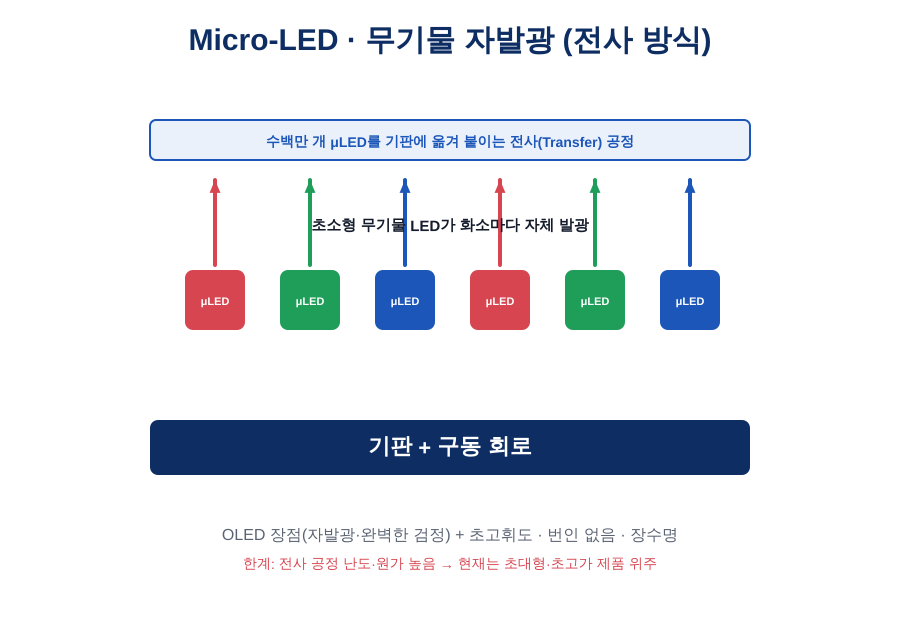 Micro-LED · 무기물 자발광 (전사 방식)
수백만 개 μLED를 기판에 옮겨 붙이는 전사(Transfer) 공정
초소형 무기물 LED가 화소마다 자체 발광
μLED μLED μLED μLED μLED μLED
기판 + 구동 회로
OLED 장점(자발광·완벽한 검정) + 초고휘도 · 번인 없음 · 장수명
한계: 전사 공정 난도·원가 높음 → 현재는 초대형·초고가 제품 위주